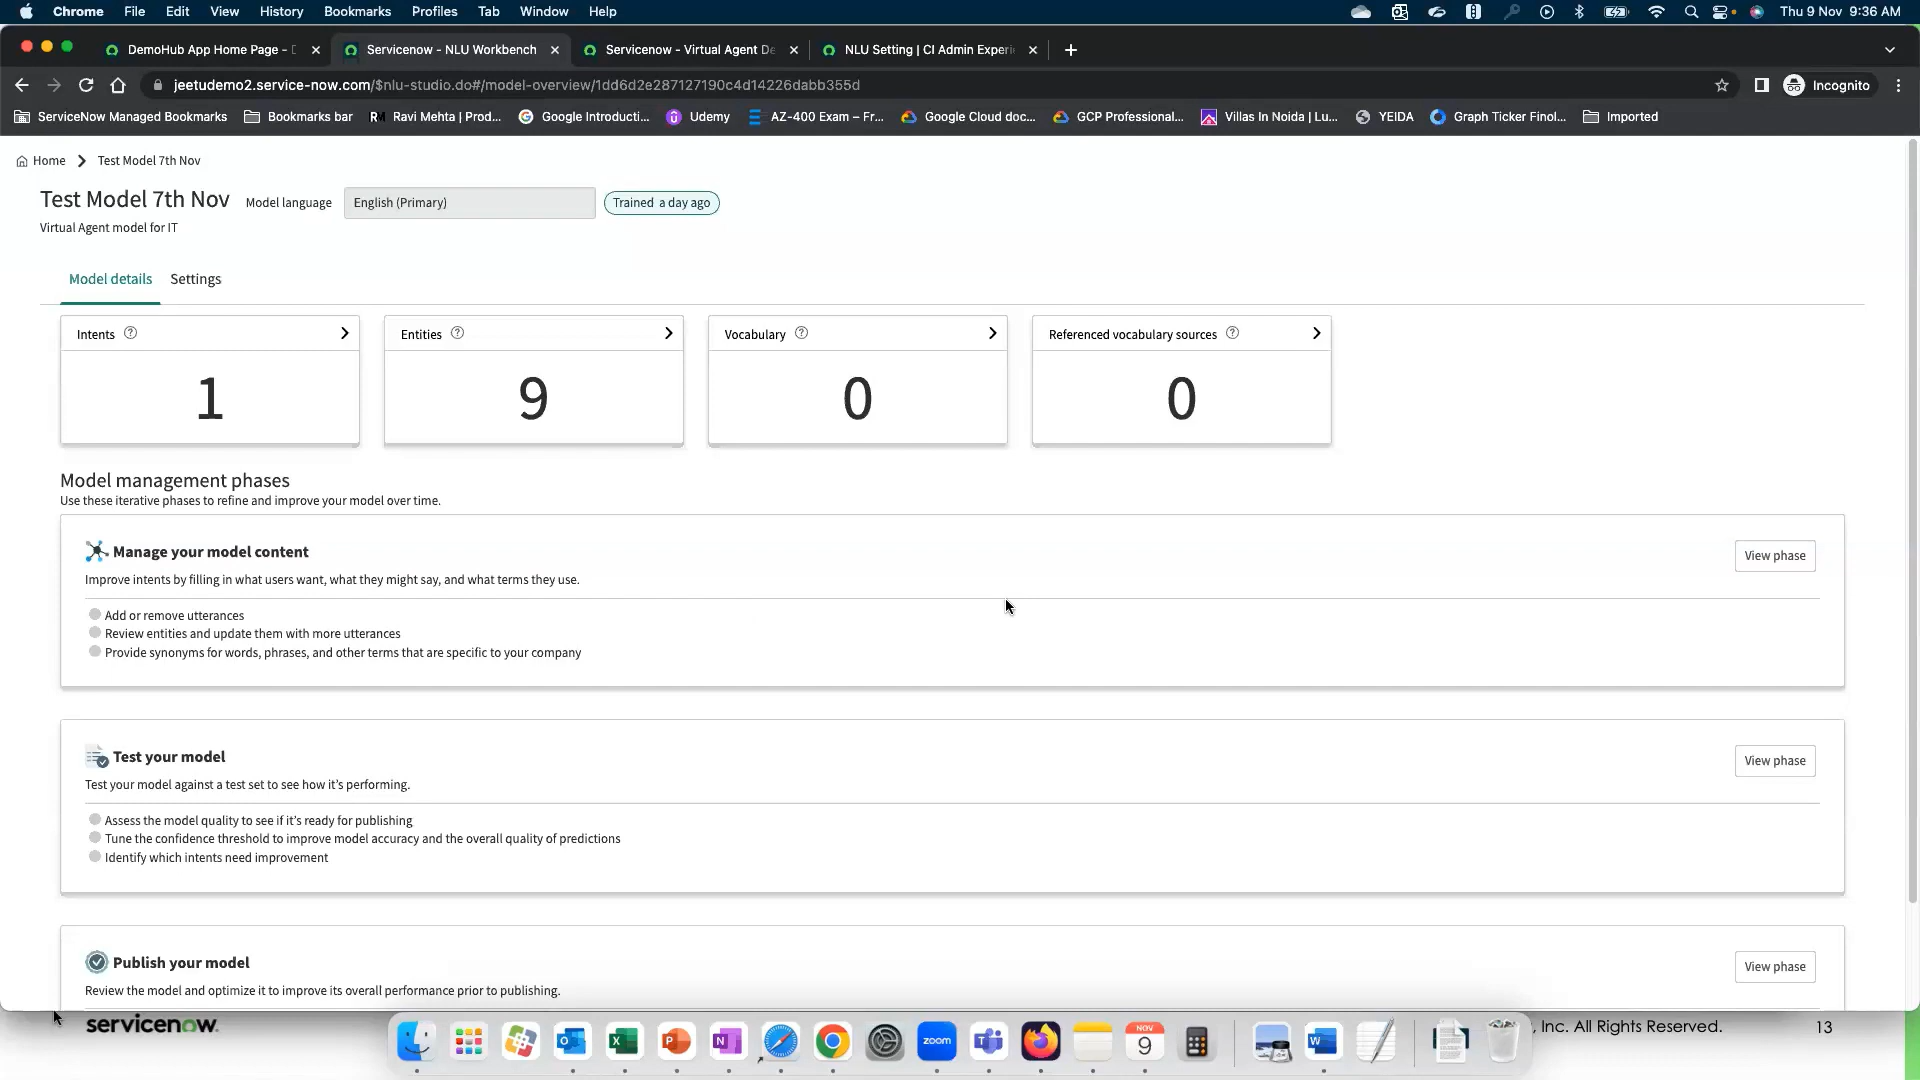 Chrome File Edit View History Bookmarks Profiles Tab Window Help Thu 9 Nov 9:36 AM
DemoHub App Home Page - Servicenow - NLU Workbench Servicenow - Virtual Agent De NLU Setting | CI Admin Experi
jeetudemo2.service-now.com/$nlu-studio.do#/model-overview/1dd6d2e287127190c4d14226dabb355d Incognito
ServiceNow Managed Bookmarks Bookmarks bar Ravi Mehta | Prod... Google Introducti... Udemy AZ-400 Exam – Fr... Google Cloud doc... GCP Professional... Villas In Noida | Lu... YEIDA Graph Ticker Finol... Imported
Home Test Model 7th Nov
Test Model 7th Nov Model language English (Primary) Trained a day ago
Virtual Agent model for IT
Model details Settings
Intents Entities Vocabulary Referenced vocabulary sources
1 9 0 0
Model management phases
Use these iterative phases to refine and improve your model over time.
Manage your model content View phase
Improve intents by filling in what users want, what they might say, and what terms they use.
Add or remove utterances
Review entities and update them with more utterances
Provide synonyms for words, phrases, and other terms that are specific to your company
Test your model View phase
Test your model against a test set to see how it's performing.
Assess the model quality to see if it's ready for publishing
Tune the confidence threshold to improve model accuracy and the overall quality of predictions
Identify which intents need improvement
Publish your model View phase
Review the model and optimize it to improve its overall performance prior to publishing.
servicenow. zoom NOV 9 , Inc. All Rights Reserved. 13